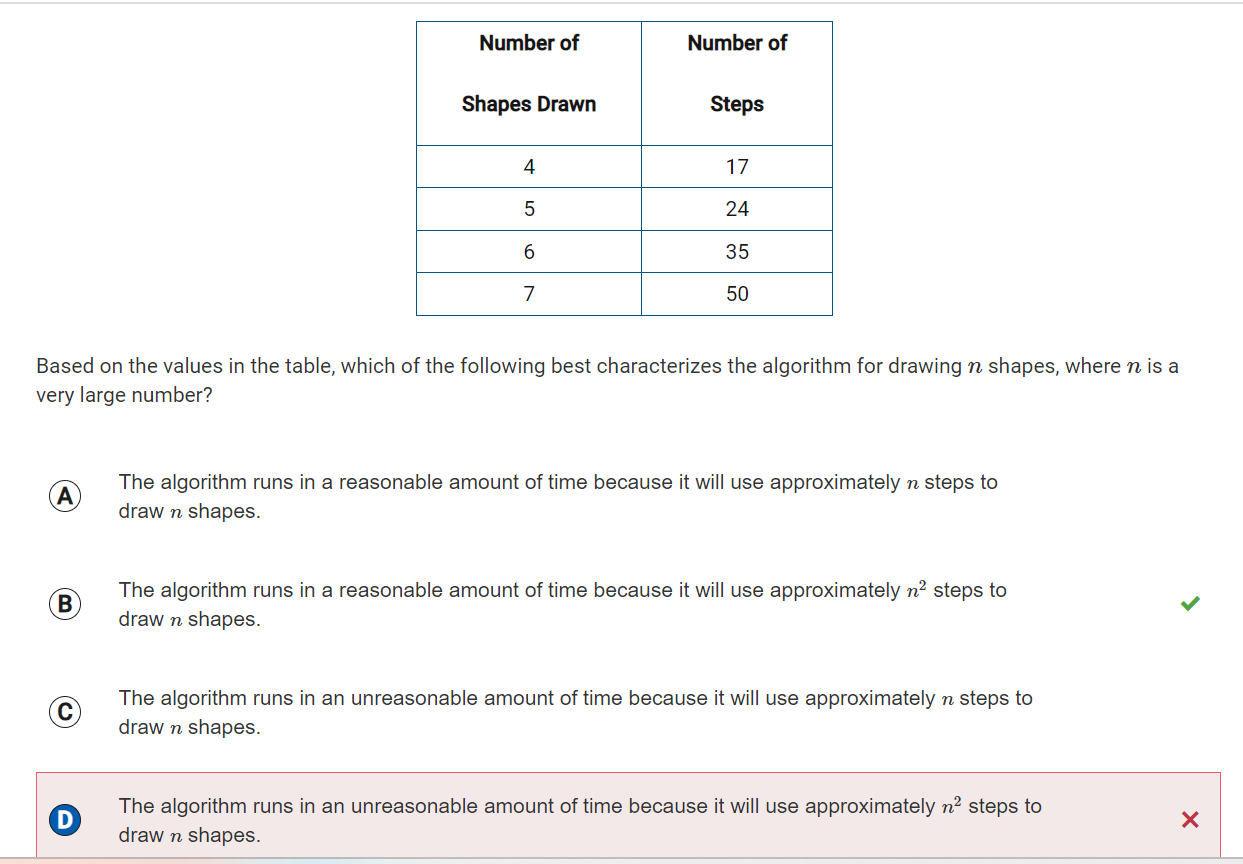 Number of Number of
Shapes Drawn Steps
4 17
5 24
6 35
7 50
Based on the values in the table, which of the following best characterizes the algorithm for drawing n shapes, where n is a
very large number?
A The algorithm runs in a reasonable amount of time because it will use approximately n steps to
draw n shapes.
B The algorithm runs in a reasonable amount of time because it will use approximately n² steps to
draw n shapes.
C The algorithm runs in an unreasonable amount of time because it will use approximately n steps to
draw n shapes.
D The algorithm runs in an unreasonable amount of time because it will use approximately n² steps to
draw n shapes.